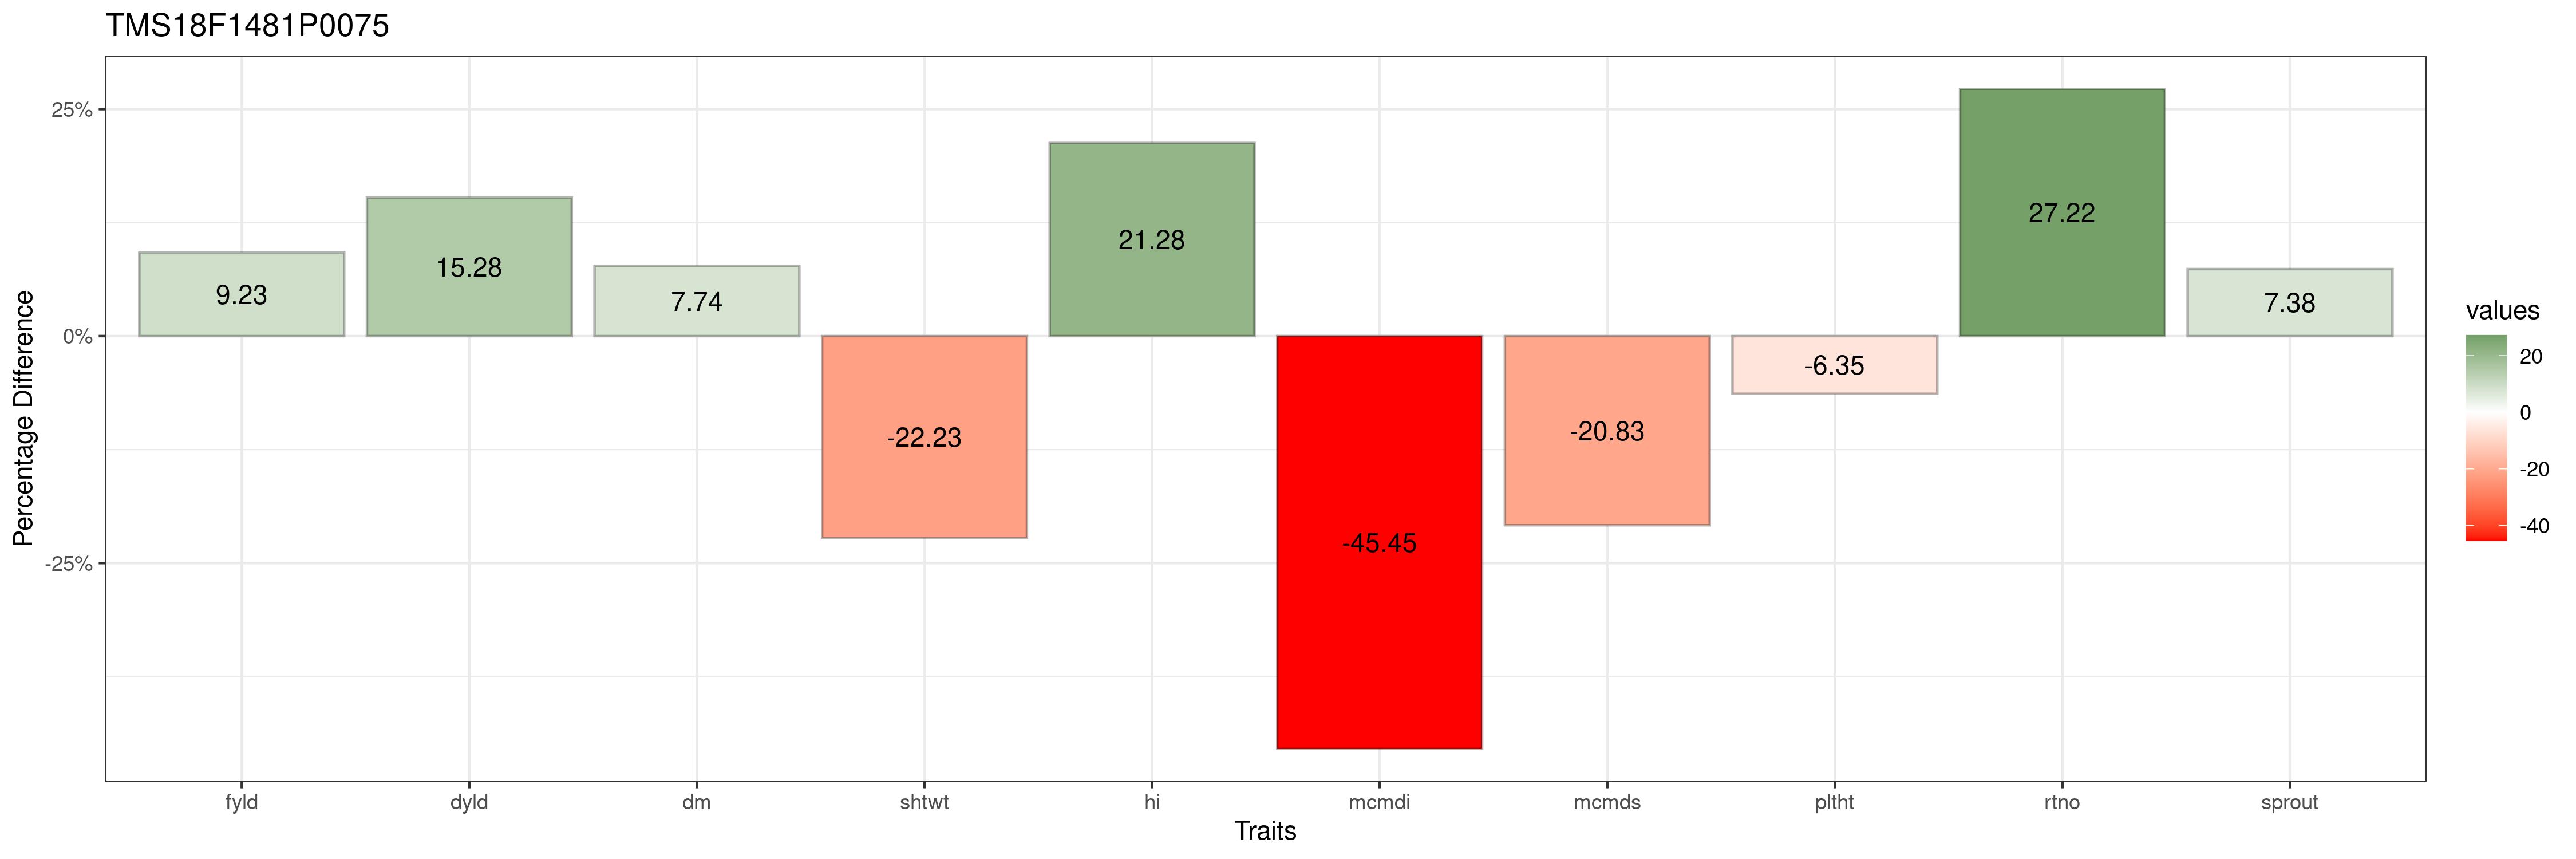 TMS18F1481P0075
Percentage Difference
25%
0%
-25%
9.23
15.28
7.74
-22.23
21.28
-45.45
-20.83
-6.35
27.22
7.38
fyld
dyld
dm
shtwt
hi
mcmdi
mcmds
pltht
rtno
sprout
Traits
values
20
0
-20
-40